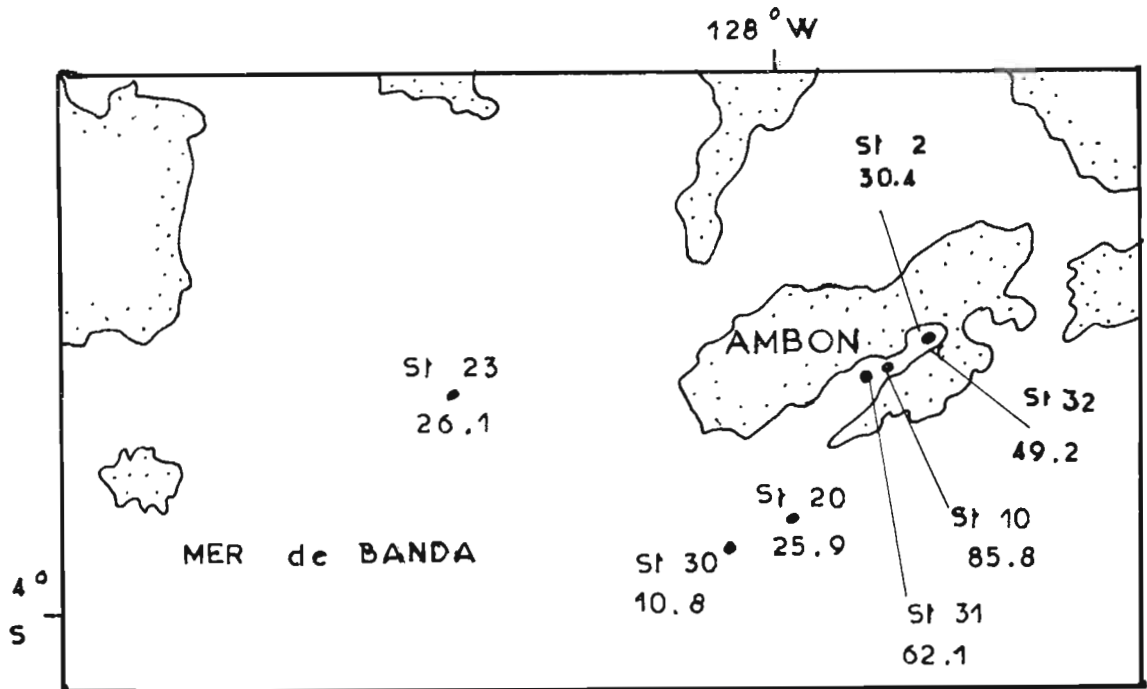 128° W
St 2
30.4
AMBON
St 23
26.1
St 32
49.2
St 20
25.9
St 10
85.8
MER de BANDA
St 30
10.8
4°
S
St 31
62.1